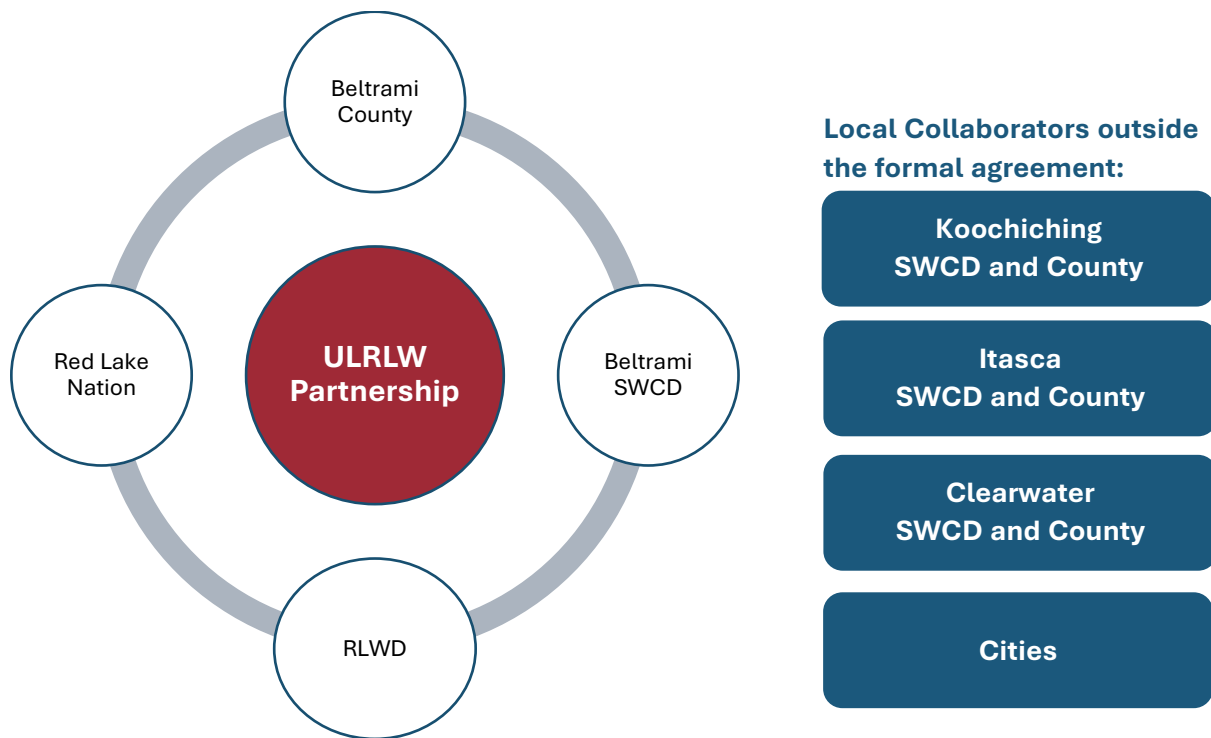 Beltrami
County
Red Lake
Nation
ULRLW
Partnership
Beltrami
SWCD
RLWD
Local Collaborators outside
the formal agreement:
Koochiching
SWCD and County
Itasca
SWCD and County
Clearwater
SWCD and County
Cities